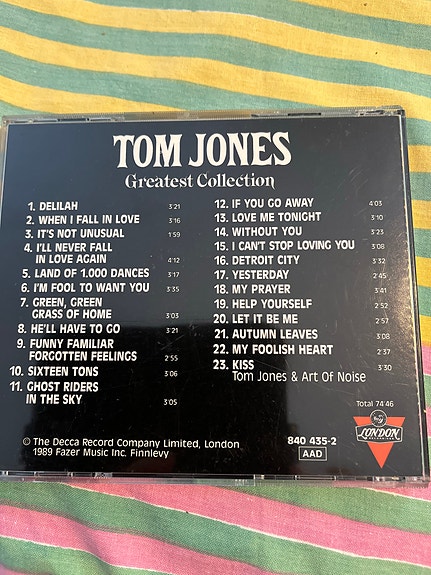 TOM JONES
Greatest Collection
1. DELILAH 3'21
2. WHEN I FALL IN LOVE 3'16
3. IT'S NOT UNUSUAL 1'59
4. I'LL NEVER FALL
IN LOVE AGAIN 4'12
5. LAND OF 1.000 DANCES 3'17
6. I'M FOOL TO WANT YOU 3'35
7. GREEN, GREEN
GRASS OF HOME 3'03
8. HE'LL HAVE TO GO 3'21
9. FUNNY FAMILIAR
FORGOTTEN FEELINGS 2'55
10. SIXTEEN TONS 3'06
11. GHOST RIDERS
IN THE SKY 3'05
12. IF YOU GO AWAY 4'03
13. LOVE ME TONIGHT 3'10
14. WITHOUT YOU 3'23
15. I CAN'T STOP LOVING YOU 3'08
16. DETROIT CITY 3'32
17. YESTERDAY 2'45
18. MY PRAYER 3'41
19. HELP YOURSELF 2'52
20. LET IT BE ME 2'57
21. AUTUMN LEAVES 3'08
22. MY FOOLISH HEART 2'37
23. KISS 3'30
Tom Jones & Art Of Noise
Total 74'46
© The Decca Record Company Limited, London
1989 Fazer Music Inc. Finnlevy
840 435-2
AAD
LONDON